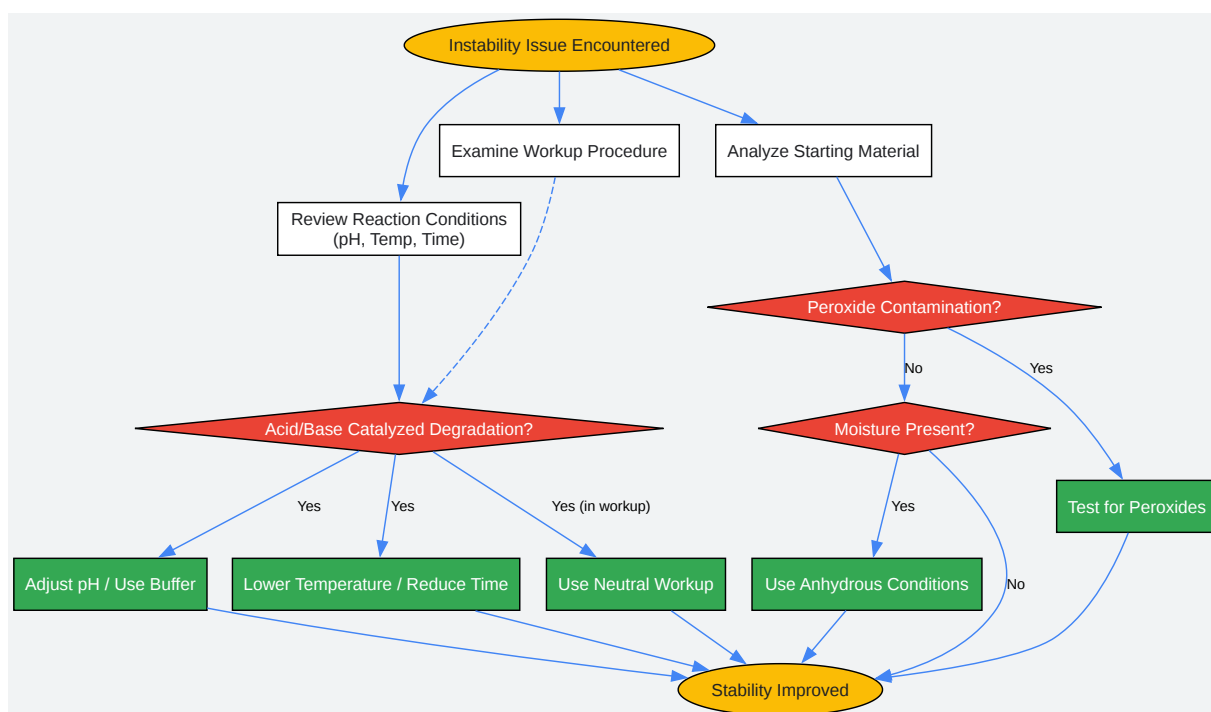 Instability Issue Encountered
Examine Workup Procedure
Analyze Starting Material
Review Reaction Conditions
(pH, Temp, Time)
Peroxide Contamination?
No
Yes
Acid/Base Catalyzed Degradation?
Moisture Present?
Yes
Yes
Yes (in workup)
Yes
Test for Peroxides
Adjust pH / Use Buffer
Lower Temperature / Reduce Time
Use Neutral Workup
Use Anhydrous Conditions
No
Stability Improved